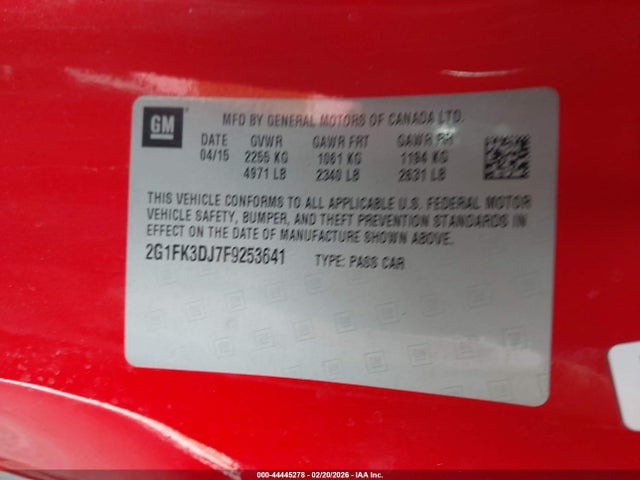 MFD BY GENERAL MOTORS OF CANADA LTD.
GM
DATE GVWR GAWR FRT GAWR RR
04/15 2255 KG 1061 KG 1194 KG
4971 LB 2340 LB 2631 LB
THIS VEHICLE CONFORMS TO ALL APPLICABLE U.S. FEDERAL MOTOR
VEHICLE SAFETY, BUMPER, AND THEFT PREVENTION STANDARDS IN
EFFECT ON THE DATE OF MANUFACTURE SHOWN ABOVE.
2G1FK3DJ7F9253641 TYPE: PASS CAR
000-44445278 - 02/20/2026 - IAA Inc.